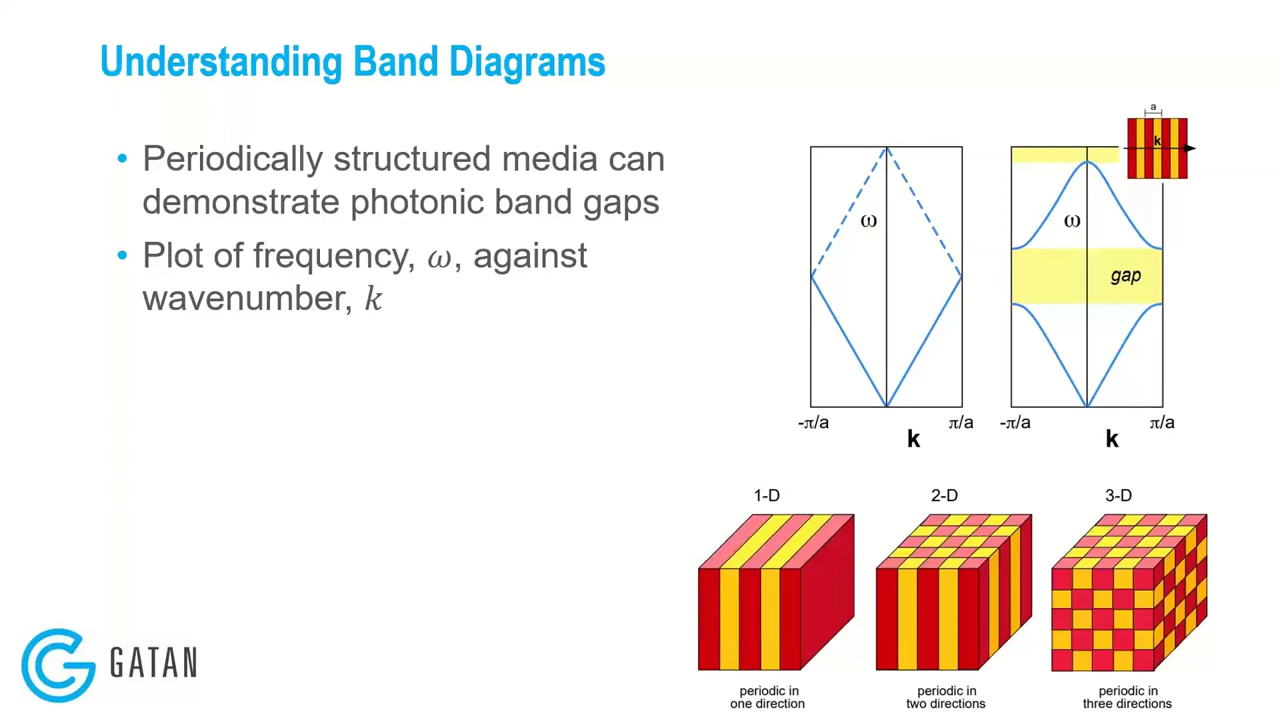 Understanding Band Diagrams
• Periodically structured media can
demonstrate photonic band gaps
• Plot of frequency, ω, against
wavenumber, k
ω
-π/a
π/a
k
a
k
ω
gap
-π/a
π/a
k
1-D
2-D
3-D
periodic in
one direction
periodic in
two directions
periodic in
three directions
GATAN